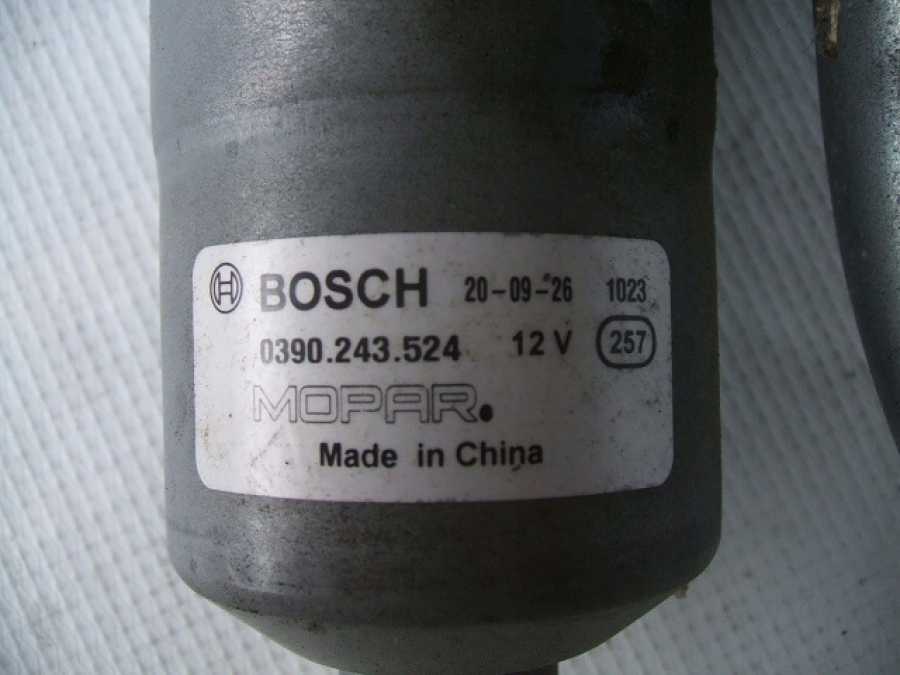 BOSCH 20-09-26 1023
0390.243.524 12 V 257
MOPAR.
Made in China